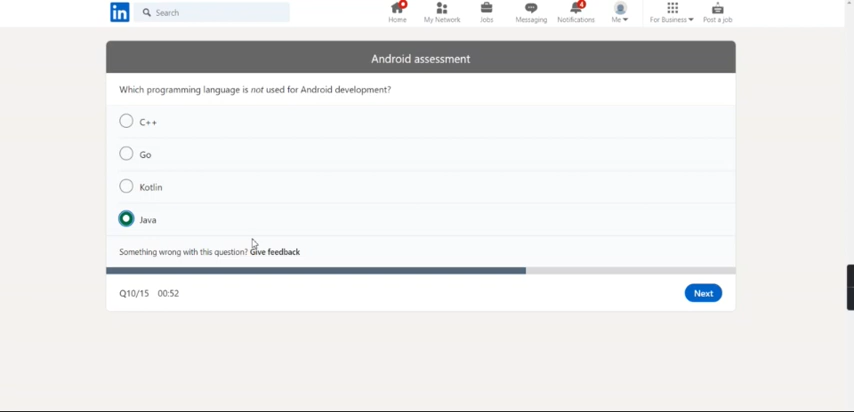 in
Search
Home
My Network
Jobs
Messaging
4
Notifications
Me
For Business
Post a job
Android assessment
Which programming language is not used for Android development?
C++
Go
Kotlin
Java
Something wrong with this question? Give feedback
Q10/15 00:52
Next